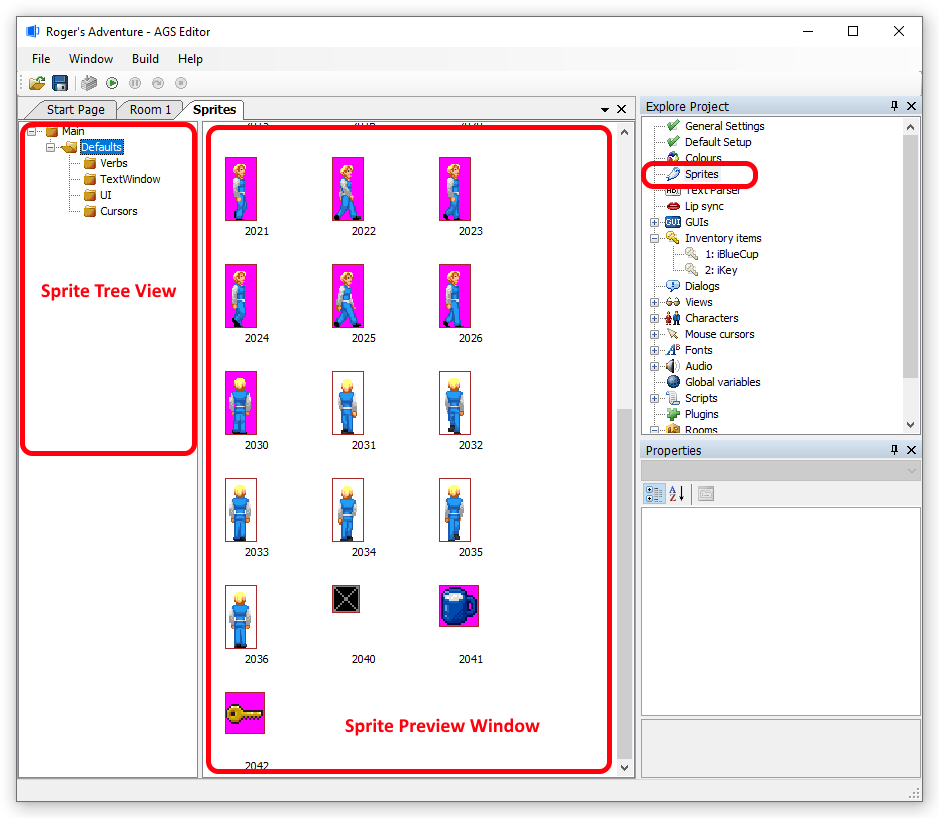 Roger's Adventure - AGS Editor
File Window Build Help
Start Page Room 1 Sprites
Main
Defaults
Verbs
TextWindow
UI
Cursors
Sprite Tree View
2021 2022 2023
2024 2025 2026
2030 2031 2032
2033 2034 2035
2036 2040 2041
Sprite Preview Window
2042
Explore Project
General Settings
Default Setup
Colours
Sprites
Text Parser
Lip sync
GUI GUIs
Inventory items
1: iBlueCup
2: iKey
Dialogs
Views
Characters
Mouse cursors
Fonts
Audio
Global variables
Scripts
Plugins
Rooms
Properties